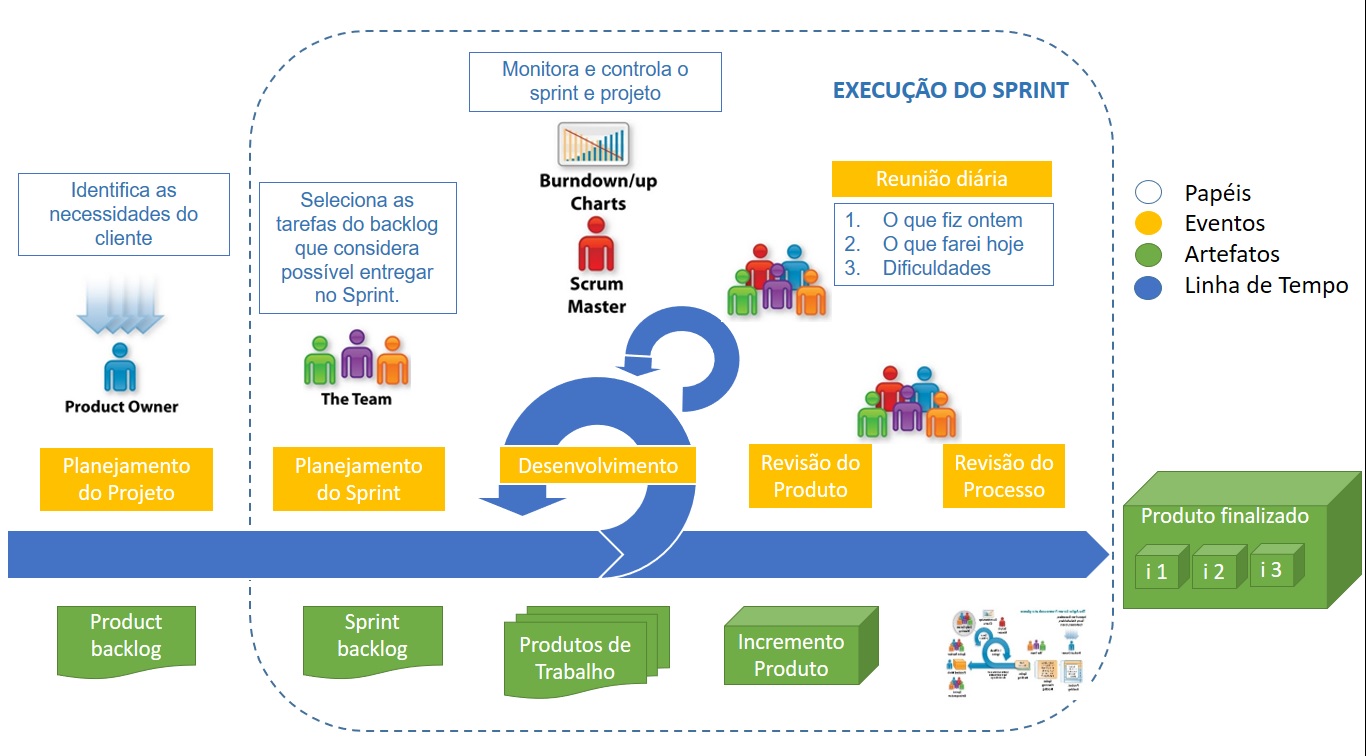 Monitora e controla o
sprint e projeto
EXECUÇÃO DO SPRINT
Burndown/up
Charts
Reunião diária
Identifica as
necessidades do
cliente
Seleciona as
tarefas do backlog
que considera
possível entregar
no Sprint.
1. O que fiz ontem
2. O que farei hoje
3. Dificuldades
Papéis
Eventos
Artefatos
Linha de Tempo
Scrum
Master
Product Owner
The Team
Planejamento
do Projeto
Planejamento
do Sprint
Desenvolvimento
Revisão do
Produto
Revisão do
Processo
Produto finalizado
i 1
i 2
i 3
Product
backlog
Sprint
backlog
Produtos de
Trabalho
Incremento
Produto